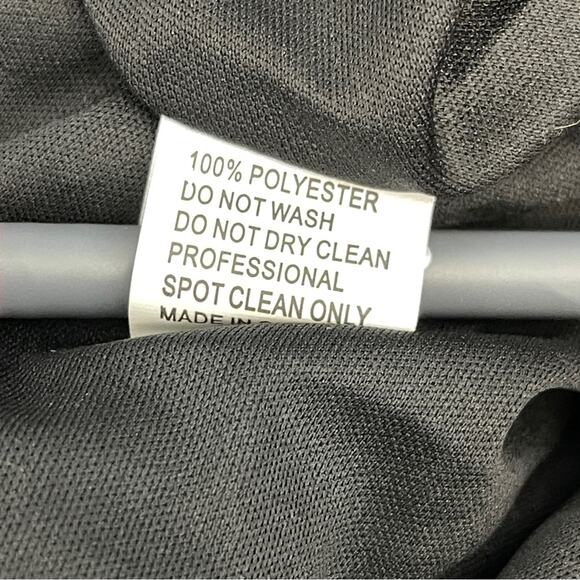 100% POLYESTER
DO NOT WASH
DO NOT DRY CLEAN
PROFESSIONAL
SPOT CLEAN ONLY
MADE IN